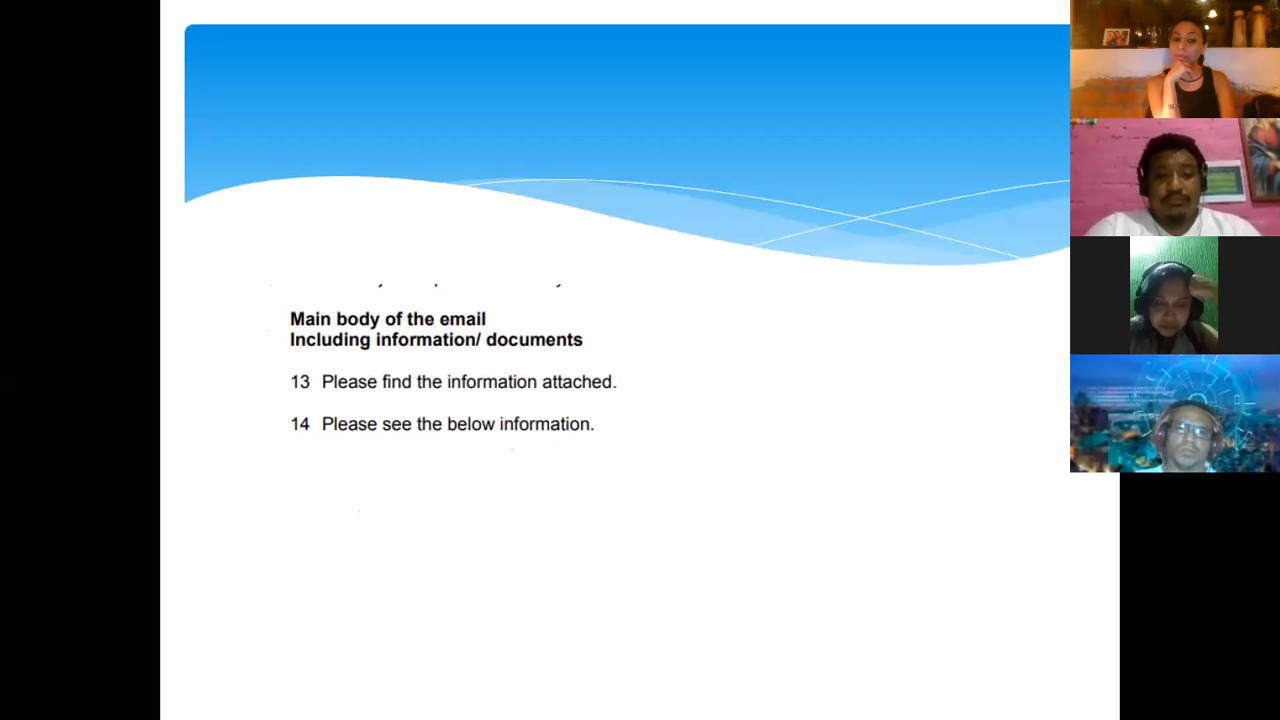 Main body of the email
Including information/ documents
13 Please find the information attached.
14 Please see the below information.